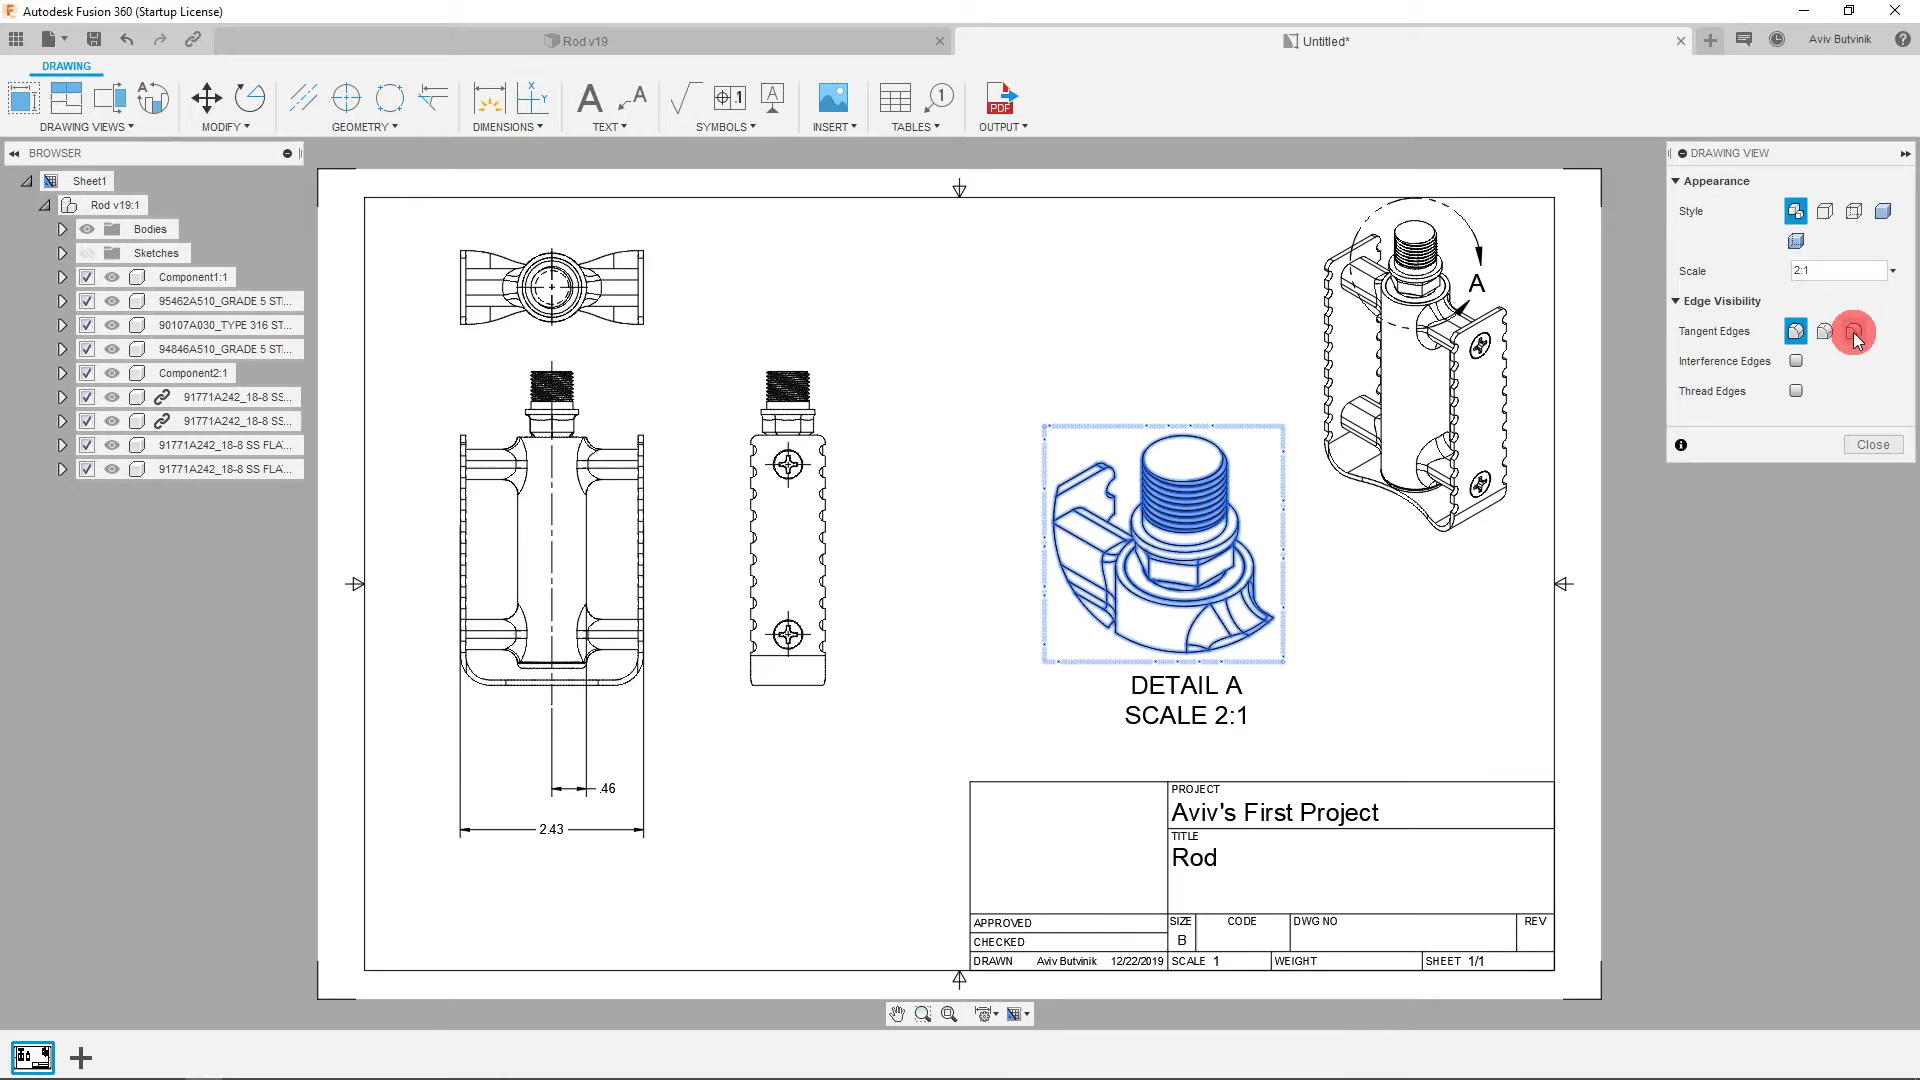 Autodesk Fusion 360 (Startup License)
Rod v19
Untitled*
Aviv Butvinik
DRAWING
DRAWING VIEWS
MODIFY
GEOMETRY
DIMENSIONS
TEXT
SYMBOLS
INSERT
TABLES
PDF
OUTPUT
BROWSER
Sheet1
Rod v19:1
Bodies
Sketches
Component1:1
95462A510_GRADE 5 ST...
90107A030_TYPE 316 ST...
94846A510_GRADE 5 ST...
Component2:1
91771A242_18-8 SS...
91771A242_18-8 SS...
91771A242_18-8 SS FLA'...
91771A242_18-8 SS FLA'...
A
DETAIL A
SCALE 2:1
.46
2.43
PROJECT
Aviv's First Project
TITLE
Rod
APPROVED
CHECKED
DRAWN Aviv Butvinik 12/22/2019
SIZE
B
CODE
DWG NO
REV
SCALE 1
WEIGHT
SHEET 1/1
DRAWING VIEW
Appearance
Style
Scale
2:1
Edge Visibility
Tangent Edges
Interference Edges
Thread Edges
Close